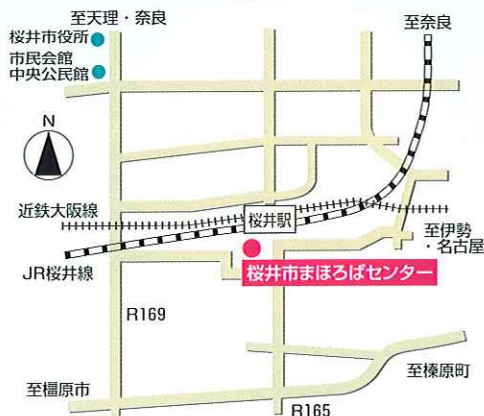 至天理・奈良
至奈良
桜井市役所
市民会館
中央公民館
N
近鉄大阪線
桜井駅
至伊勢
・名古屋
JR桜井線
桜井市まほろばセンター
R169
至橿原市
至榛原町
R165